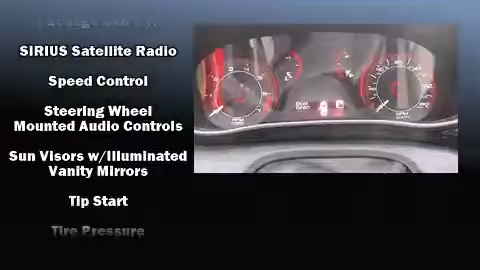 SIRIUS Satellite Radio
Speed Control
Steering Wheel
Mounted Audio Controls
Sun Visors w/Illuminated
Vanity Mirrors
Tip Start
Tire Pressure